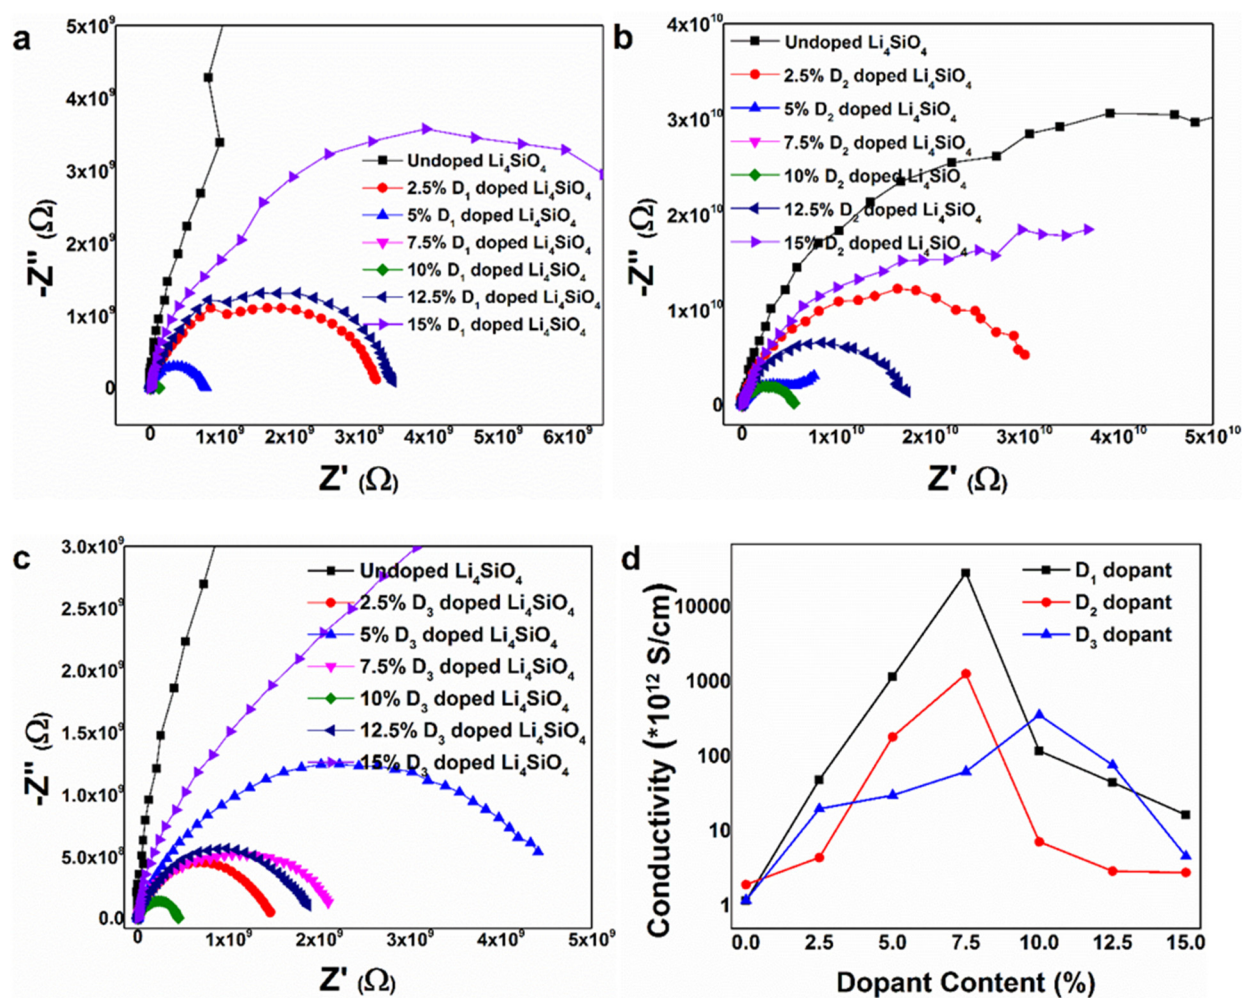 a
5x10⁹
4x10⁹
3x10⁹
2x10⁹
1x10⁹
0
-Z'' (Ω)
Undoped Li₄SiO₄
2.5% D₁ doped Li₄SiO₄
5% D₁ doped Li₄SiO₄
7.5% D₁ doped Li₄SiO₄
10% D₁ doped Li₄SiO₄
12.5% D₁ doped Li₄SiO₄
15% D₁ doped Li₄SiO₄
0 1x10⁹ 2x10⁹ 3x10⁹ 4x10⁹ 5x10⁹ 6x10⁹
Z' (Ω)
b
4x10¹⁰
3x10¹⁰
2x10¹⁰
1x10¹⁰
0
-Z'' (Ω)
Undoped Li₄SiO₄
2.5% D₂ doped Li₄SiO₄
5% D₂ doped Li₄SiO₄
7.5% D₂ doped Li₄SiO₄
10% D₂ doped Li₄SiO₄
12.5% D₂ doped Li₄SiO₄
15% D₂ doped Li₄SiO₄
0 1x10¹⁰ 2x10¹⁰ 3x10¹⁰ 4x10¹⁰ 5x10¹⁰
Z' (Ω)
c
3.0x10⁹
2.5x10⁹
2.0x10⁹
1.5x10⁹
1.0x10⁹
5.0x10⁸
0.0
-Z'' (Ω)
Undoped Li₄SiO₄
2.5% D₃ doped Li₄SiO₄
5% D₃ doped Li₄SiO₄
7.5% D₃ doped Li₄SiO₄
10% D₃ doped Li₄SiO₄
12.5% D₃ doped Li₄SiO₄
15% D₃ doped Li₄SiO₄
0 1x10⁹ 2x10⁹ 3x10⁹ 4x10⁹ 5x10⁹
Z' (Ω)
d
10000
1000
100
10
1
Conductivity (*10¹² S/cm)
D₁ dopant
D₂ dopant
D₃ dopant
0.0 2.5 5.0 7.5 10.0 12.5 15.0
Dopant Content (%)